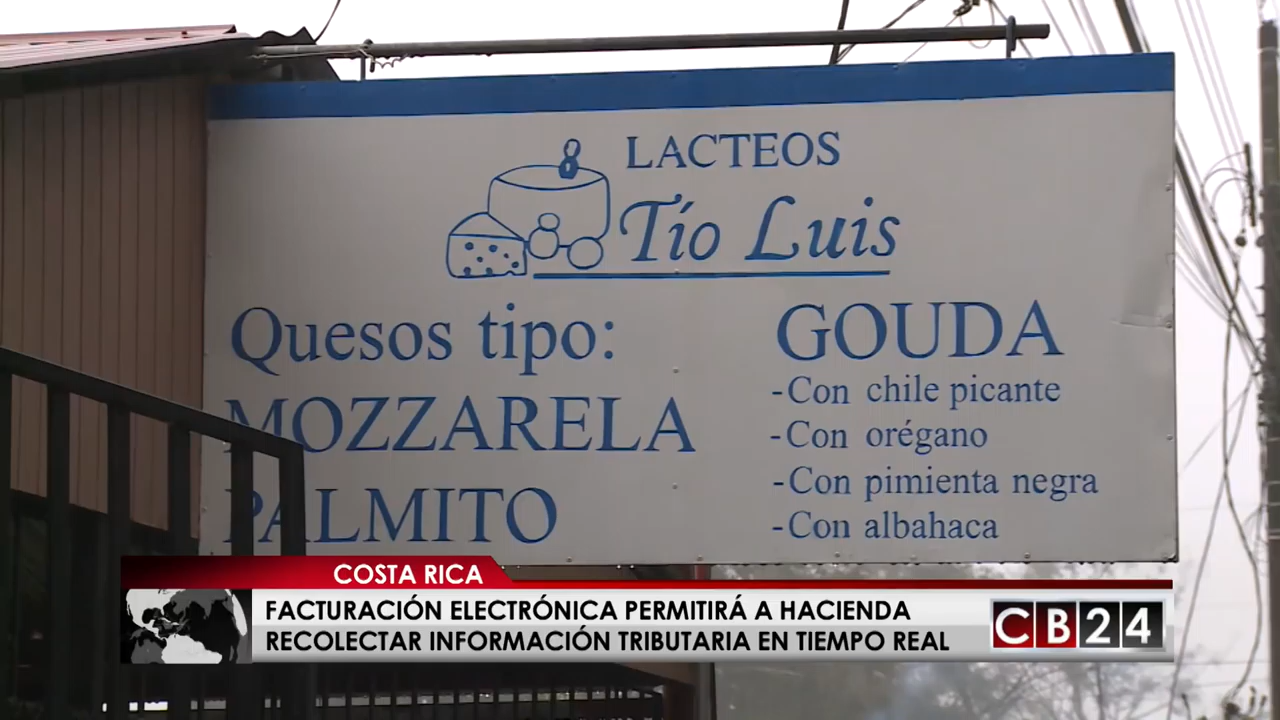 LACTEOS
Tío Luis
Quesos tipo:
MOZZARELA
PALMITO
GOUDA
-Con chile picante
-Con orégano
-Con pimienta negra
-Con albahaca
COSTA RICA
FACTURACIÓN ELECTRÓNICA PERMITIRÁ A HACIENDA
RECOLECTAR INFORMACIÓN TRIBUTARIA EN TIEMPO REAL
CB24